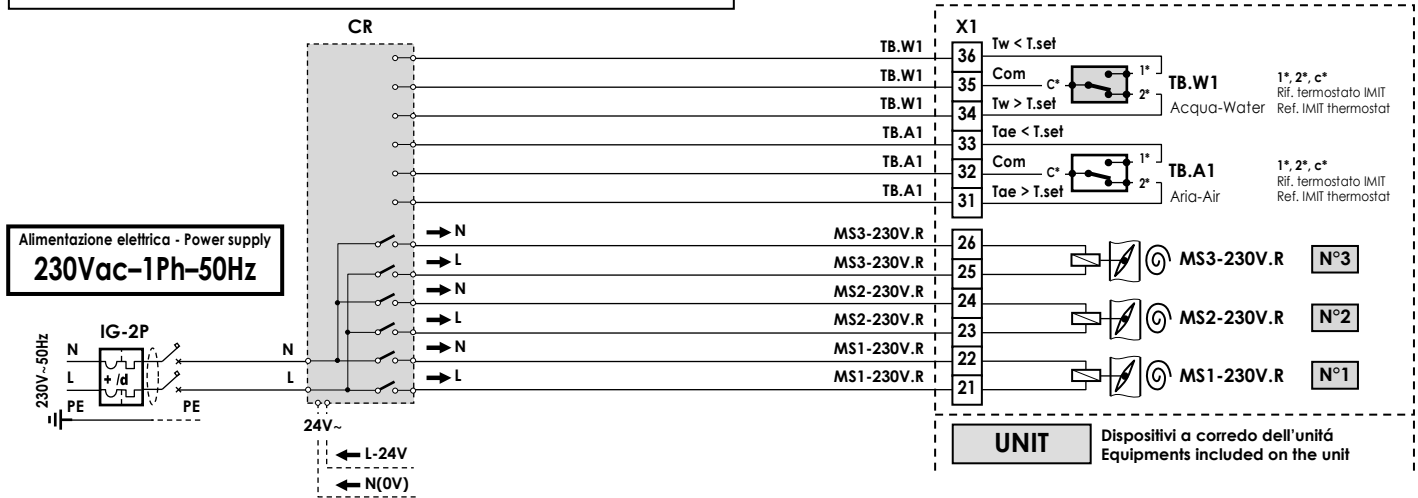 CR
X1
TB.W1
36
Tw < T.set
TB.W1
35
Com
C*
1*
2*
TB.W1
Acqua-Water
1*, 2*, c*
Rif. termostato IMIT
Ref. IMIT thermostat
TB.W1
34
Tw > T.set
TB.A1
33
Tae < T.set
TB.A1
32
Com
C*
1*
2*
TB.A1
Aria-Air
1*, 2*, c*
Rif. termostato IMIT
Ref. IMIT thermostat
TB.A1
31
Tae > T.set
Alimentazione elettrica - Power supply
230Vac–1Ph–50Hz
N
MS3-230V.R
26
L
MS3-230V.R
25
MS3-230V.R
N°3
N
MS2-230V.R
24
L
MS2-230V.R
23
MS2-230V.R
N°2
N
MS1-230V.R
22
L
MS1-230V.R
21
MS1-230V.R
N°1
230V~50Hz
IG-2P
N
N
L
+ /d
L
PE
PE
24V~
L-24V
N(0V)
UNIT
Dispositivi a corredo dell'unitá
Equipments included on the unit